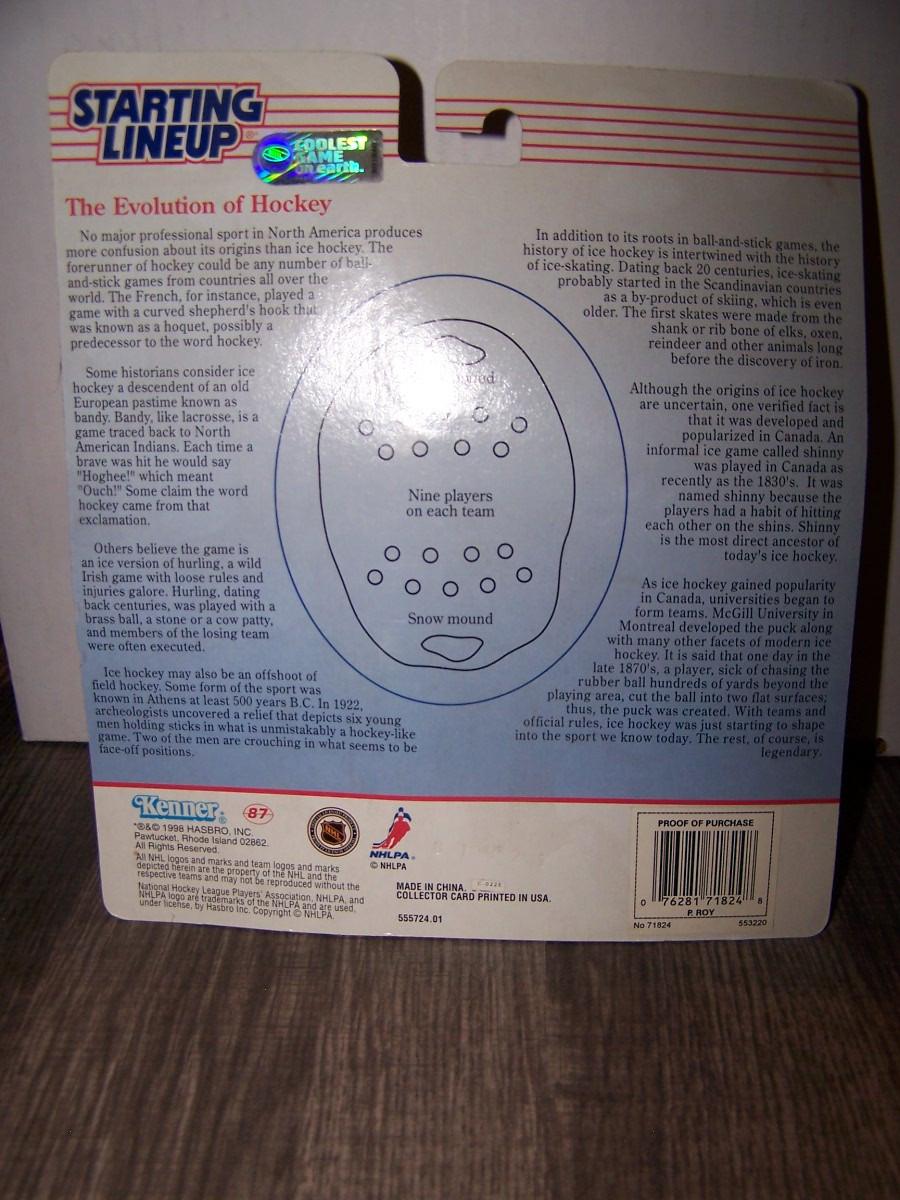 STARTING
LINEUP®
COOLEST
GAME
on earth.
The Evolution of Hockey
No major professional sport in North America produces
more confusion about its origins than ice hockey. The
forerunner of hockey could be any number of ball-
and-stick games from countries all over the
world. The French, for instance, played a
game with a curved shepherd's hook that
was known as a hoquet, possibly a
predecessor to the word hockey.
Some historians consider ice
hockey a descendent of an old
European pastime known as
bandy. Bandy, like lacrosse, is a
game traced back to North
American Indians. Each time a
brave was hit he would say
"Hoghee!" which meant
"Ouch!" Some claim the word
hockey came from that
exclamation.
Others believe the game is
an ice version of hurling, a wild
Irish game with loose rules and
injuries galore. Hurling, dating
back centuries, was played with a
brass ball, a stone or a cow patty,
and members of the losing team
were often executed.
Ice hockey may also be an offshoot of
field hockey. Some form of the sport was
known in Athens at least 500 years B.C. In 1922,
archeologists uncovered a relief that depicts six young
men holding sticks in what is unmistakably a hockey-like
game. Two of the men are crouching in what seems to be
face-off positions.
Nine players
on each team
Snow mound
In addition to its roots in ball-and-stick games, the
history of ice hockey is intertwined with the history
of ice-skating. Dating back 20 centuries, ice-skating
probably started in the Scandinavian countries
as a by-product of skiing, which is even
older. The first skates were made from the
shank or rib bone of elks, oxen,
reindeer and other animals long
before the discovery of iron.
Although the origins of ice hockey
are uncertain, one verified fact is
that it was developed and
popularized in Canada. An
informal ice game called shinny
was played in Canada as
recently as the 1830's. It was
named shinny because the
players had a habit of hitting
each other on the shins. Shinny
is the most direct ancestor of
today's ice hockey.
As ice hockey gained popularity
in Canada, universities began to
form teams. McGill University in
Montreal developed the puck along
with many other facets of modern ice
hockey. It is said that one day in the
late 1870's, a player, sick of chasing the
rubber ball hundreds of yards beyond the
playing area, cut the ball into two flat surfaces;
thus, the puck was created. With teams and
official rules, ice hockey was just starting to shape
into the sport we know today. The rest, of course, is
legendary.
Kenner®
87
*®&© 1998 HASBRO, INC.
Pawtucket, Rhode Island 02862.
All Rights Reserved.
All NHL logos and marks and team logos and marks
depicted herein are the property of the NHL and the
respective teams and may not be reproduced without the
National Hockey League Players' Association, NHLPA, and
NHLPA logo are trademarks of the NHLPA and are used,
under license, by Hasbro Inc. Copyright © NHLPA.
NHL
NHLPA
© NHLPA
MADE IN CHINA.
COLLECTOR CARD PRINTED IN USA.
555724.01
PROOF OF PURCHASE
0 76281 71824 8
P. ROY
No 71824 553220